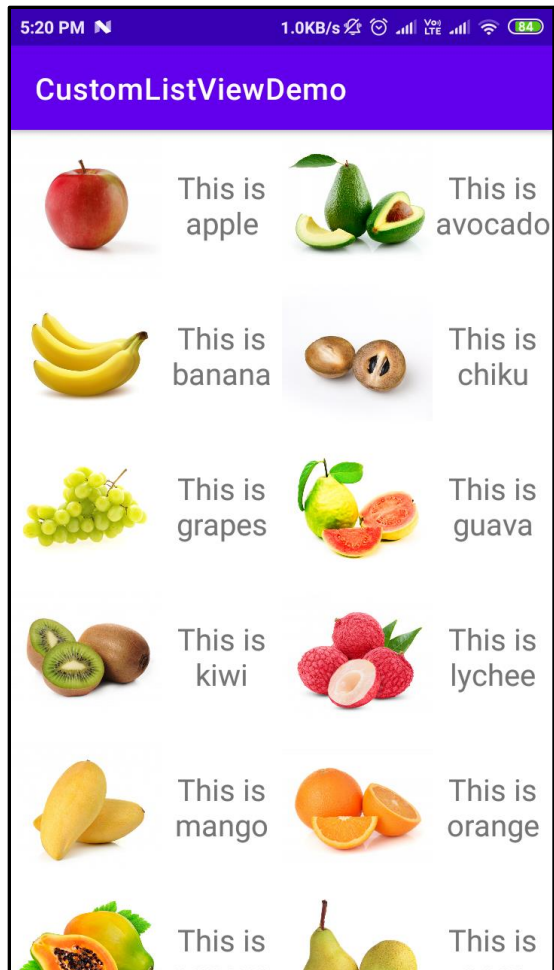 5:20 PM N 1.0KB/s Vo) LTE 84
CustomListViewDemo
This is
apple
This is
avocado
This is
banana
This is
chiku
This is
grapes
This is
guava
This is
kiwi
This is
lychee
This is
mango
This is
orange
This is
This is